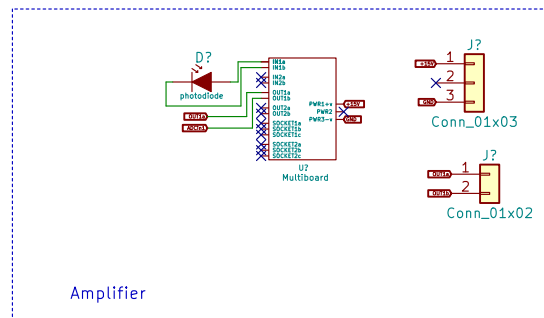 D?
photodiode
IN1a
IN1b
IN2a
IN2b
OUT1a
OUT1b
OUT2a
OUT2b
SOCKET1a
SOCKET1b
SOCKET1c
SOCKET2a
SOCKET2b
SOCKET2c
PWR1+v
PWR2
PWR3-v
+15V
GND
OUT1a
U?
Multiboard
J?
+15V
1
2
GND
3
Conn_01x03
J?
OUT1a
1
OUT1b
2
Conn_01x02
Amplifier